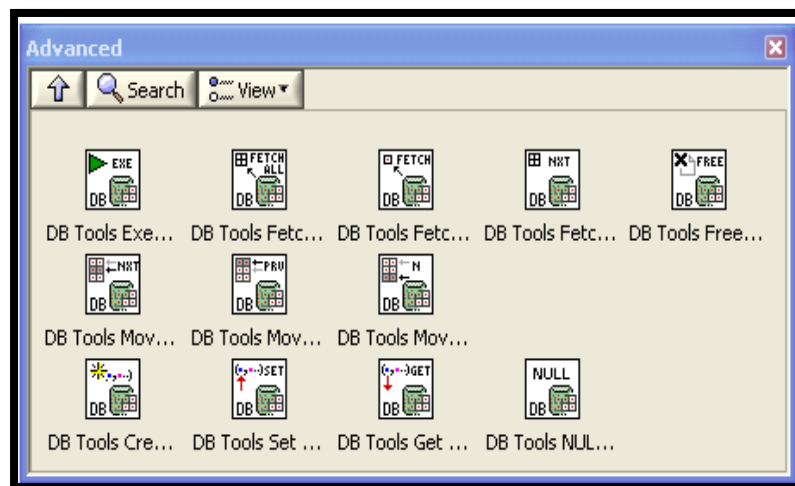 Advanced
Search View
EXE DB FETCH ALL DB FETCH DB NXT DB FREE DB
DB Tools Exe... DB Tools Fetc... DB Tools Fetc... DB Tools Fetc... DB Tools Free...
NXT DB PRV DB N DB
DB Tools Mov... DB Tools Mov... DB Tools Mov...
DB (,)SET DB (,)GET DB NULL DB
DB Tools Cre... DB Tools Set ... DB Tools Get ... DB Tools NUL...